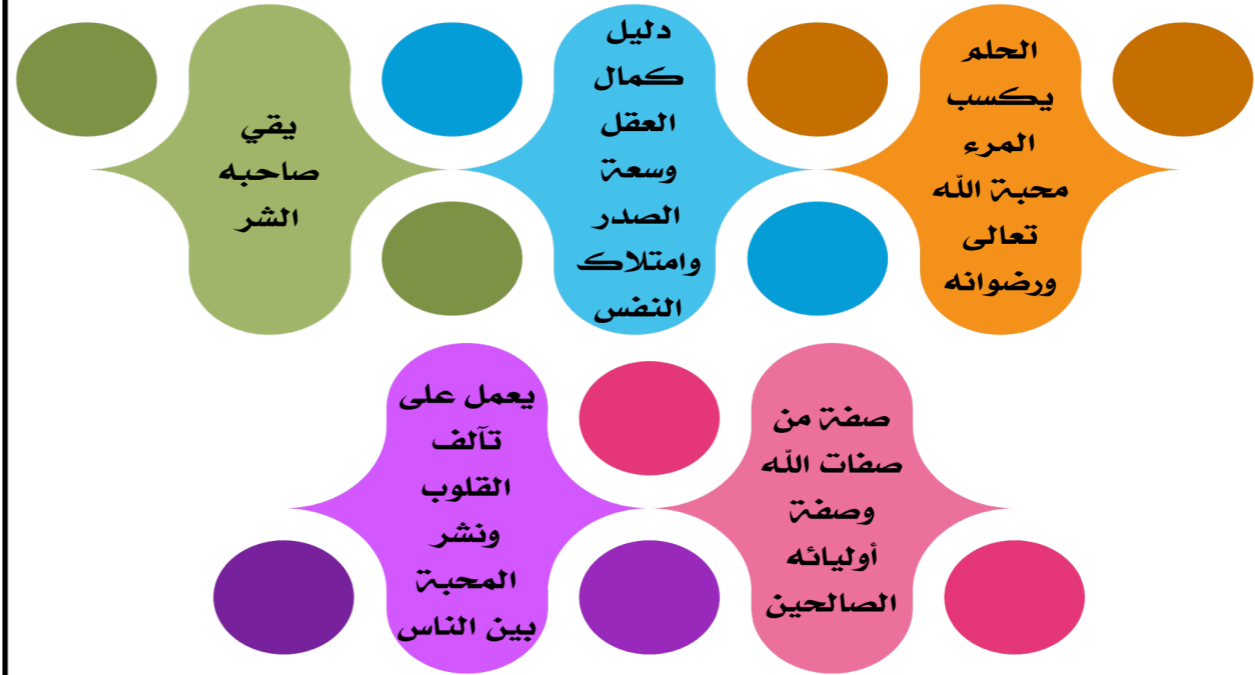 الحلم
يكسب
المرء
محبة الله
تعالى
ورضوانه
دليل
كمال
العقل
وسعة
الصدر
وامتلاك
النفس
يقي
صاحبه
الشر
صفة من
صفات الله
وصفة
أوليائه
الصالحين
يعمل على
تآلف
القلوب
ونشر
المحبة
بين الناس